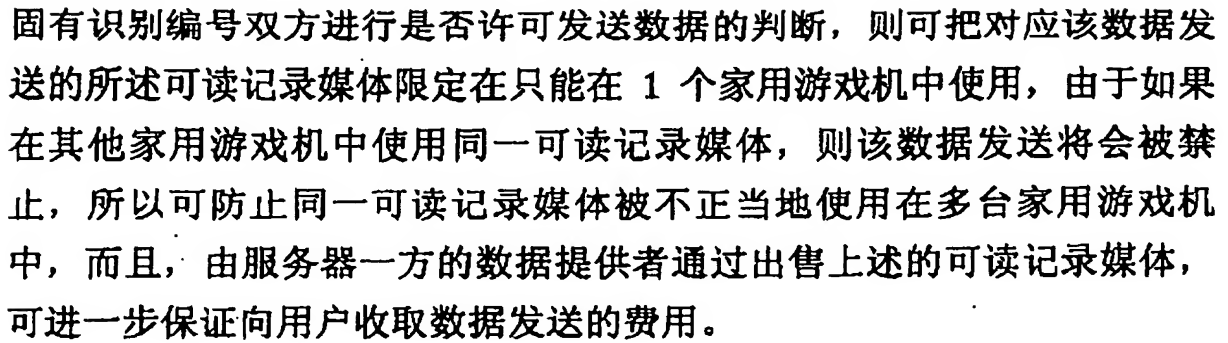 固有识别编号双方进行是否许可发送数据的判断，则可把对应该数据发
送的所述可读记录媒体限定在只能在 1 个家用游戏机中使用，由于如果
在其他家用游戏机中使用同一可读记录媒体，则该数据发送将会被禁
止，所以可防止同一可读记录媒体被不正当地使用在多台家用游戏机
中，而且，由服务器一方的数据提供者通过出售上述的可读记录媒体，
可进一步保证向用户收取数据发送的费用。